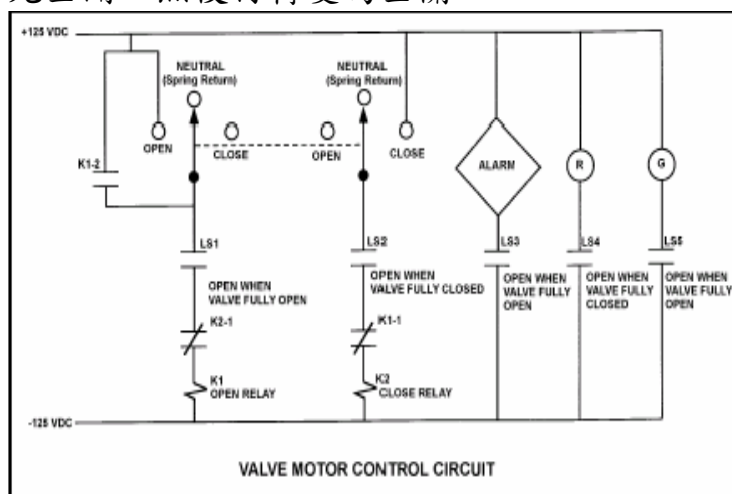 +125 VDC
NEUTRAL
(Spring Return)
NEUTRAIL
(Spring Return)
OPEN
CLOSE
OPEN
CLOSE
K1-2
ALARM
R
G
LS1
LS2
LS3
LS4
LS5
OPEN WHEN
VALVE FULLY OPEN
OPEN WHEN
VALVE FULLY CLOSED
OPEN WHEN
VALVE FULLY
OPEN
OPEN WHEN
VALVE FULLY
CLOSED
OPEN WHEN
VALVE FULLY
OPEN
K2-1
K1-1
K1
OPEN RELAY
K2
CLOSE RELAY
-125 VDC
VALVE MOTOR CONTROL CIRCUIT